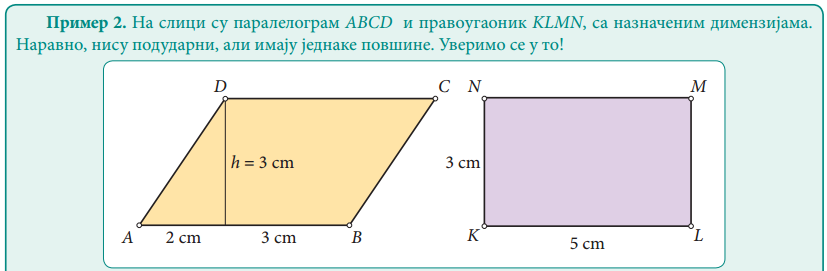 Пример 2. На слици су паралелограм ABCD и правоугаоник KLMN, са назначеним димензијама.
Наравно, нису подударни, али имају једнаке повшине. Уверимо се у то!
D C N M
h = 3 cm 3 cm
A 2 cm 3 cm B K 5 cm L